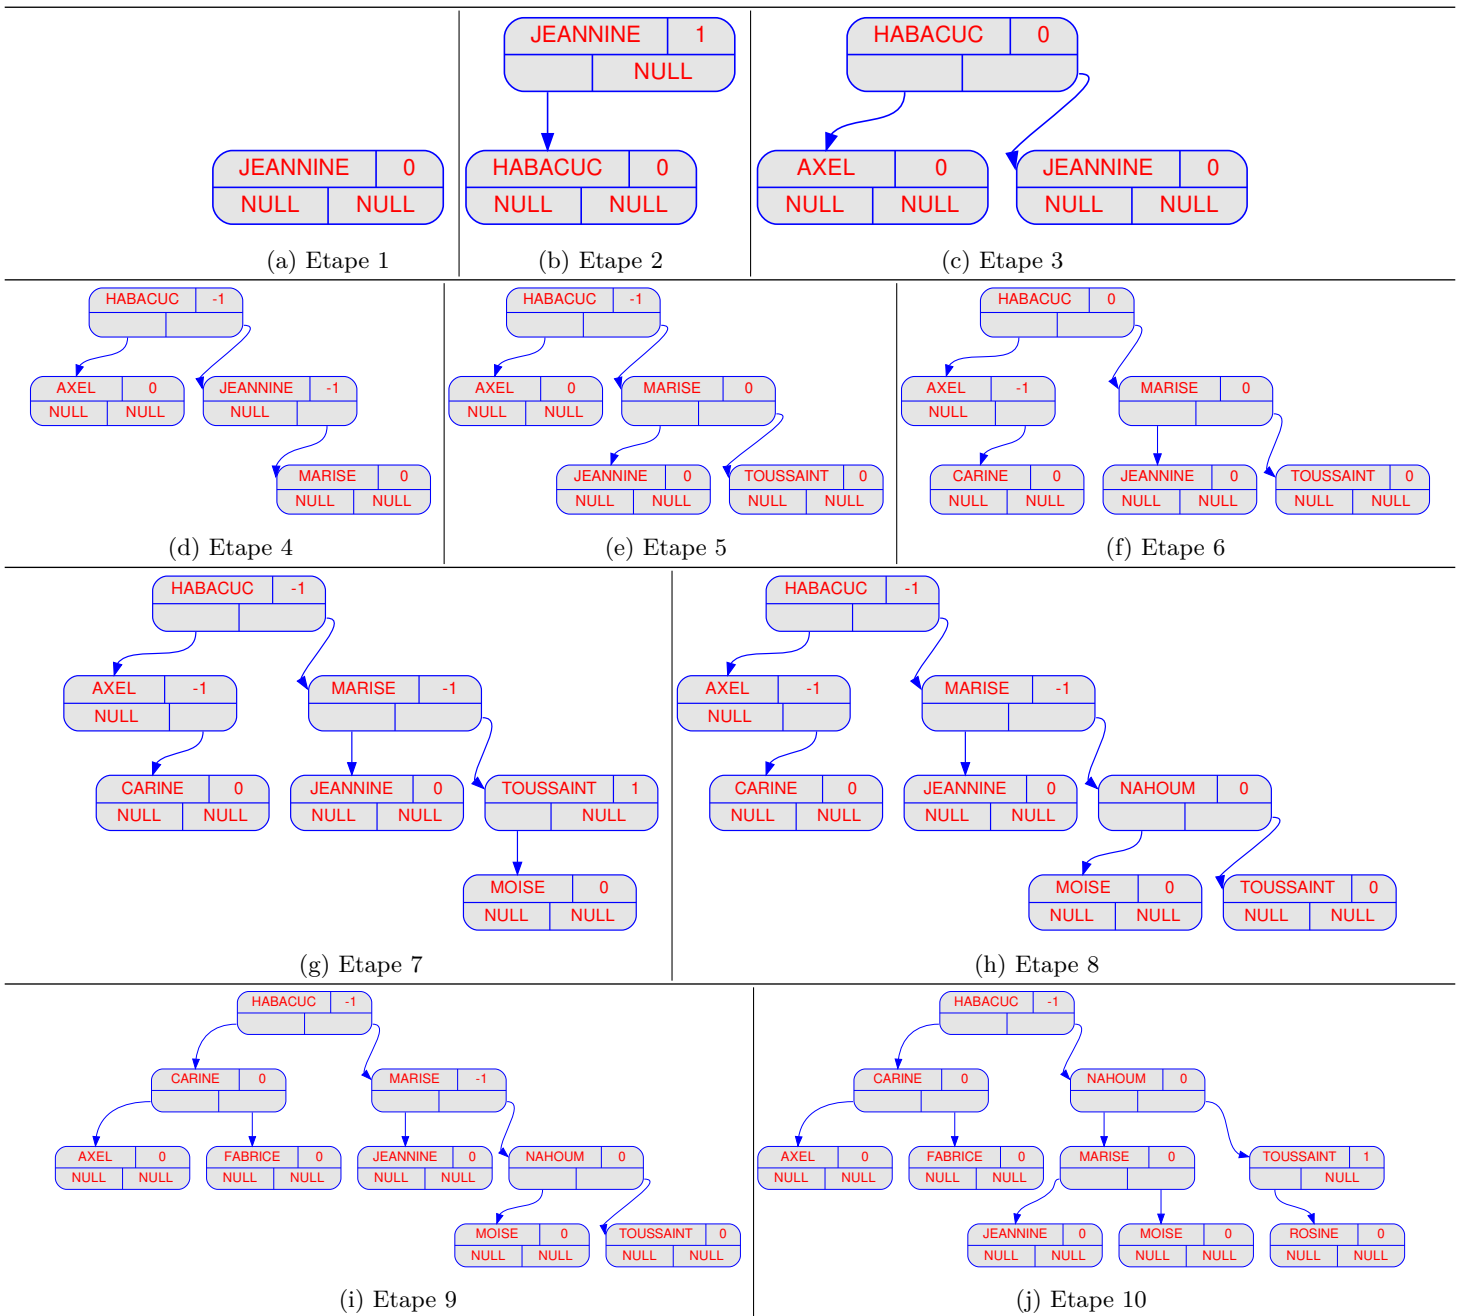 JEANNINE 0
NULL NULL
(a) Etape 1
JEANNINE 1
NULL
HABACUC 0
NULL NULL
(b) Etape 2
HABACUC 0
AXEL 0 JEANNINE 0
NULL NULL NULL NULL
(c) Etape 3
HABACUC -1
AXEL 0 JEANNINE -1
NULL NULL NULL
MARISE 0
NULL NULL
(d) Etape 4
HABACUC -1
AXEL 0 MARISE 0
NULL NULL
JEANNINE 0 TOUSSAINT 0
NULL NULL NULL NULL
(e) Etape 5
HABACUC 0
AXEL -1 MARISE 0
NULL
CARINE 0 JEANNINE 0 TOUSSAINT 0
NULL NULL NULL NULL NULL NULL
(f) Etape 6
HABACUC -1
AXEL -1 MARISE -1
NULL
CARINE 0 JEANNINE 0 TOUSSAINT 1
NULL NULL NULL NULL NULL
MOISE 0
NULL NULL
(g) Etape 7
HABACUC -1
AXEL -1 MARISE -1
NULL
CARINE 0 JEANNINE 0 NAHOUM 0
NULL NULL NULL NULL
MOISE 0 TOUSSAINT 0
NULL NULL NULL NULL
(h) Etape 8
HABACUC -1
CARINE 0 MARISE -1
AXEL 0 FABRICE 0 JEANNINE 0 NAHOUM 0
NULL NULL NULL NULL NULL NULL
MOISE 0 TOUSSAINT 0
NULL NULL NULL NULL
(i) Etape 9
HABACUC -1
CARINE 0 NAHOUM 0
AXEL 0 FABRICE 0 MARISE 0 TOUSSAINT 1
NULL NULL NULL NULL NULL
JEANNINE 0 MOISE 0 ROSINE 0
NULL NULL NULL NULL NULL NULL
(j) Etape 10